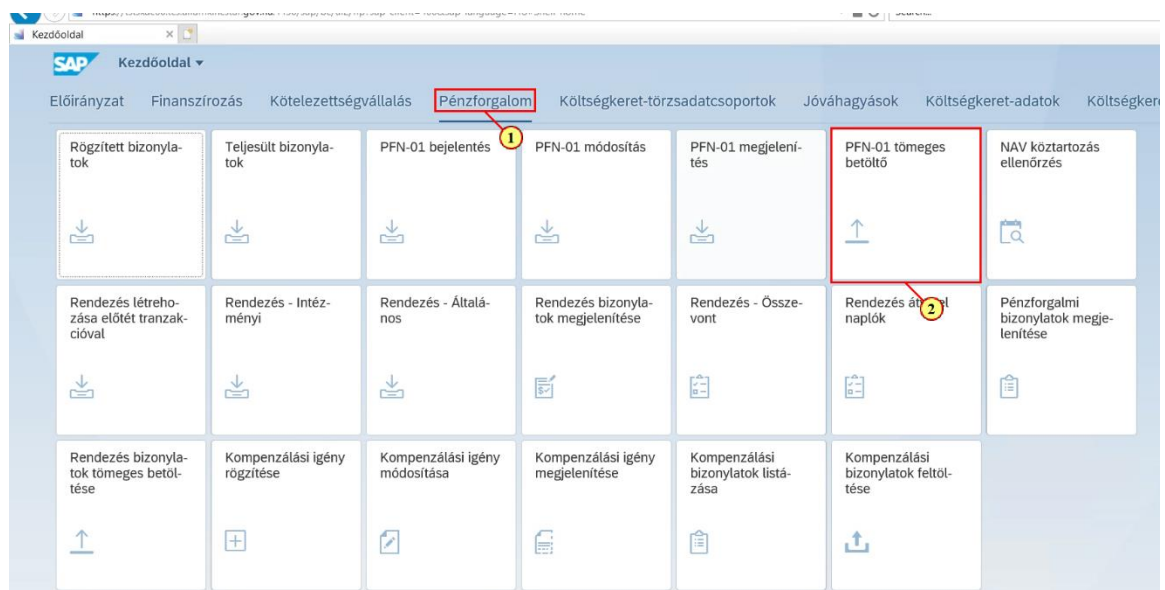 Kezdőoldal
SAP Kezdőoldal
Előirányzat Finanszírozás Kötelezettségvállalás Pénzforgalom Költségkeret-törzsadatcsoportok Jóváhagyások Költségkeret-adatok Költségker
1
Rögzített bizonyla-
tok
Teljesült bizonyla-
tok
PFN-01 bejelentés
PFN-01 módosítás
PFN-01 megjelení-
tés
PFN-01 tömeges
betöltő
NAV köztartozás
ellenőrzés
2
Rendezés létreho-
zása előtét tranzak-
cióval
Rendezés - Intéz-
ményi
Rendezés - Általá-
nos
Rendezés bizonyla-
tok megjelenítése
Rendezés - Össze-
vont
Rendezés
naplók
Pénzforgalmi
bizonylatok megje-
lenítése
Rendezés bizonyla-
tok tömeges betöl-
tése
Kompenzálási igény
rögzítése
Kompenzálási igény
módosítása
Kompenzálási igény
megjelenítése
Kompenzálási
bizonylatok listá-
zása
Kompenzálási
bizonylatok feltöl-
tése